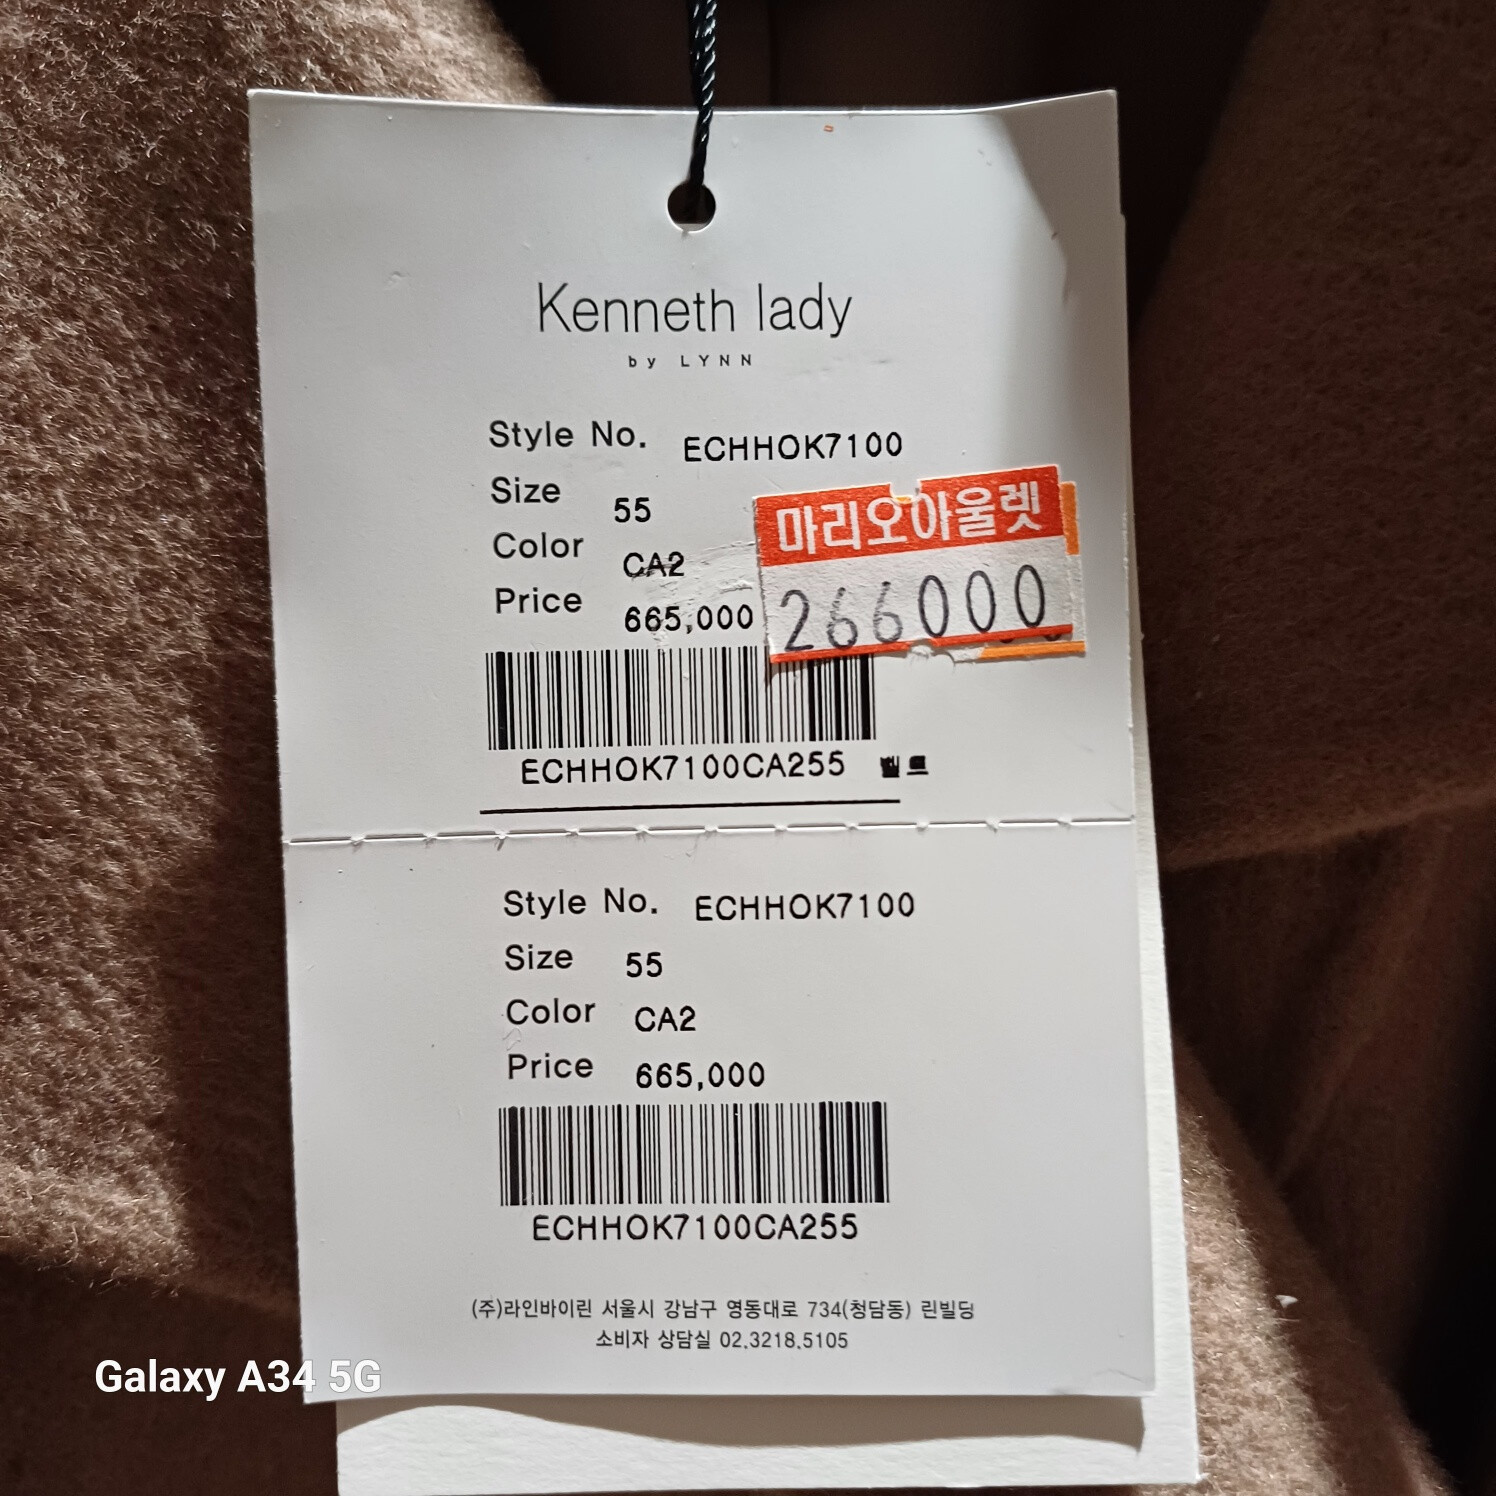 Kenneth lady
by LYNN
Style No. ECHHOK7100
Size 55
Color CA2
Price 665,000
마리오아울렛
266000
ECHHOK7100CA255 벨트
Style No. ECHHOK7100
Size 55
Color CA2
Price 665,000
ECHHOK7100CA255
(주)라인바이린 서울시 강남구 영동대로 734(청담동) 린빌딩
소비자 상담실 02.3218.5105
Galaxy A34 5G